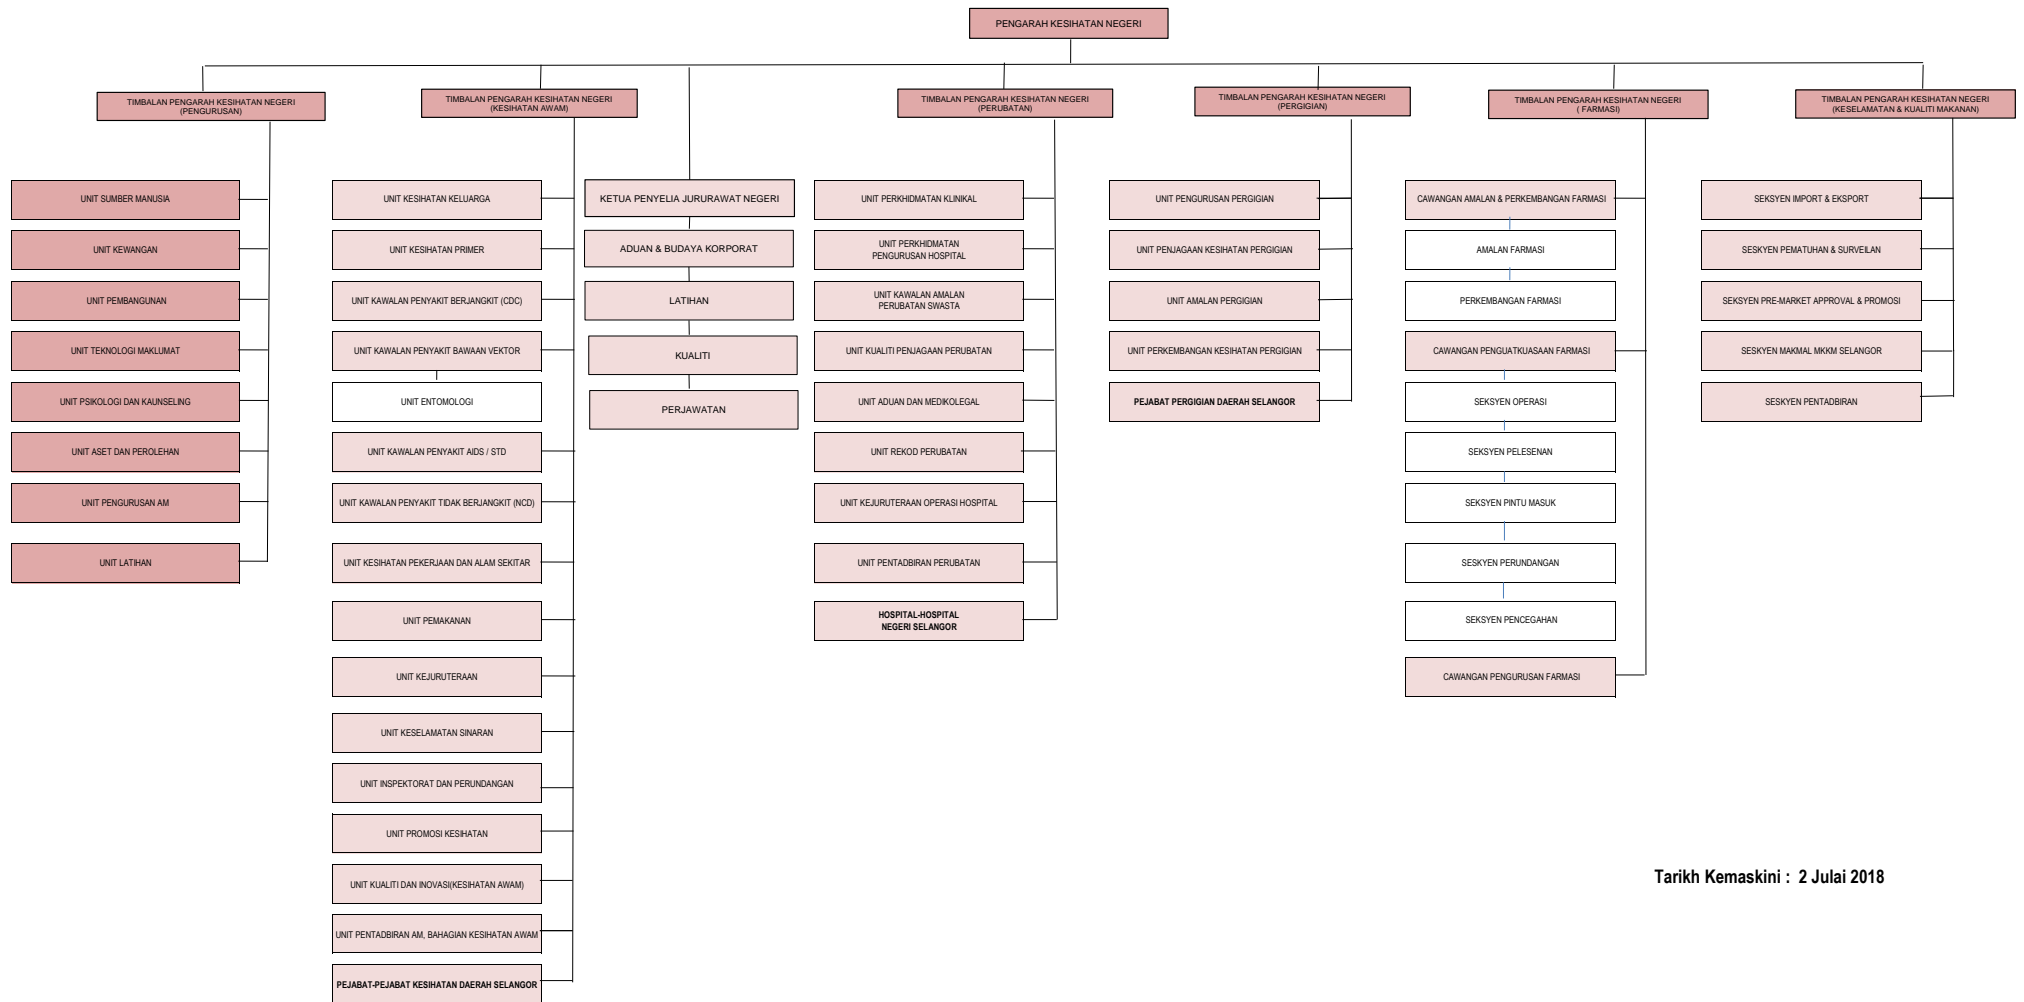 PENGARAH KESIHATAN NEGERI
TIMBALAN PENGARAH KESIHATAN NEGERI
(PENGURUSAN)
UNIT SUMBER MANUSIA
UNIT KEWANGAN
UNIT PEMBANGUNAN
UNIT TEKNOLOGI MAKLUMAT
UNIT PSIKOLOGI DAN KAUNSELING
UNIT ASET DAN PEROLEHAN
UNIT PENGURUSAN AM
UNIT LATIHAN
TIMBALAN PENGARAH KESIHATAN NEGERI
(KESIHATAN AWAM)
UNIT KESIHATAN KELUARGA
UNIT KESIHATAN PRIMER
UNIT KAWALAN PENYAKIT BERJANGKIT (CDC)
UNIT KAWALAN PENYAKIT BAWAAN VEKTOR
UNIT ENTOMOLOGI
UNIT KAWALAN PENYAKIT AIDS / STD
UNIT KAWALAN PENYAKIT TIDAK BERJANGKIT (NCD)
UNIT KESIHATAN PEKERJAAN DAN ALAM SEKITAR
UNIT PEMAKANAN
UNIT KEJURUTERAAN
UNIT KESELAMATAN SINARAN
UNIT INSPEKTORAT DAN PERUNDANGAN
UNIT PROMOSI KESIHATAN
UNIT KUALITI DAN INOVASI(KESIHATAN AWAM)
UNIT PENTADBIRAN AM, BAHAGIAN KESIHATAN AWAM
PEJABAT-PEJABAT KESIHATAN DAERAH SELANGOR
KETUA PENYELIA JURURAWAT NEGERI
ADUAN & BUDAYA KORPORAT
LATIHAN
KUALITI
PERJAWATAN
TIMBALAN PENGARAH KESIHATAN NEGERI
(PERUBATAN)
UNIT PERKHIDMATAN KLINIKAL
UNIT PERKHIDMATAN
PENGURUSAN HOSPITAL
UNIT KAWALAN AMALAN
PERUBATAN SWASTA
UNIT KUALITI PENJAGAAN PERUBATAN
UNIT ADUAN DAN MEDIKOLEGAL
UNIT REKOD PERUBATAN
UNIT KEJURUTERAAN OPERASI HOSPITAL
UNIT PENTADBIRAN PERUBATAN
HOSPITAL-HOSPITAL
NEGERI SELANGOR
TIMBALAN PENGARAH KESIHATAN NEGERI
(PERGIGIAN)
UNIT PENGURUSAN PERGIGIAN
UNIT PENJAGAAN KESIHATAN PERGIGIAN
UNIT AMALAN PERGIGIAN
UNIT PERKEMBANGAN KESIHATAN PERGIGIAN
PEJABAT PERGIGIAN DAERAH SELANGOR
TIMBALAN PENGARAH KESIHATAN NEGERI
( FARMASI)
CAWANGAN AMALAN & PERKEMBANGAN FARMASI
AMALAN FARMASI
PERKEMBANGAN FARMASI
CAWANGAN PENGUATKUASAAN FARMASI
SEKSYEN OPERASI
SEKSYEN PELESENAN
SEKSYEN PINTU MASUK
SESKYEN PERUNDANGAN
SEKSYEN PENCEGAHAN
CAWANGAN PENGURUSAN FARMASI
TIMBALAN PENGARAH KESIHATAN NEGERI
(KESELAMATAN & KUALITI MAKANAN)
SEKSYEN IMPORT & EKSPORT
SESKYEN PEMATUHAN & SURVEILAN
SEKSYEN PRE-MARKET APPROVAL & PROMOSI
SESKYEN MAKMAL MKKM SELANGOR
SESKYEN PENTADBIRAN
Tarikh Kemaskini : 2 Julai 2018